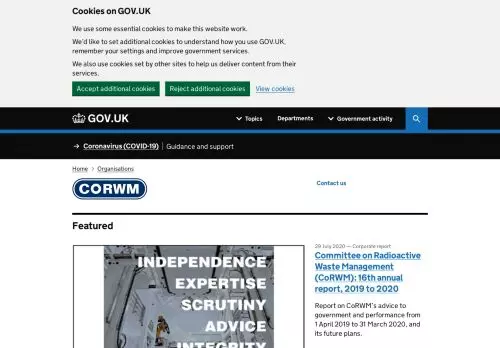 Cookies on GOV.UK
We use some essential cookies to make this website work.
We'd like to set additional cookies to understand how you use GOV.UK,
remember your settings and improve government services.
We also use cookies set by other sites to help us deliver content from their
services.
Accept additional cookies
Reject additional cookies
View cookies
GOV.UK
Topics
Departments
Government activity
→ Coronavirus (COVID-19) | Guidance and support
Home > Organisations
CORWM
Contact us
Featured
INDEPENDENCE
EXPERTISE
SCRUTINY
ADVICE
INTEGRITY
29 July 2020 — Corporate report
Committee on Radioactive
Waste Management
(CoRWM): 16th annual
report, 2019 to 2020
Report on CoRWM's advice to
government and performance from
1 April 2019 to 31 March 2020, and
its future plans.